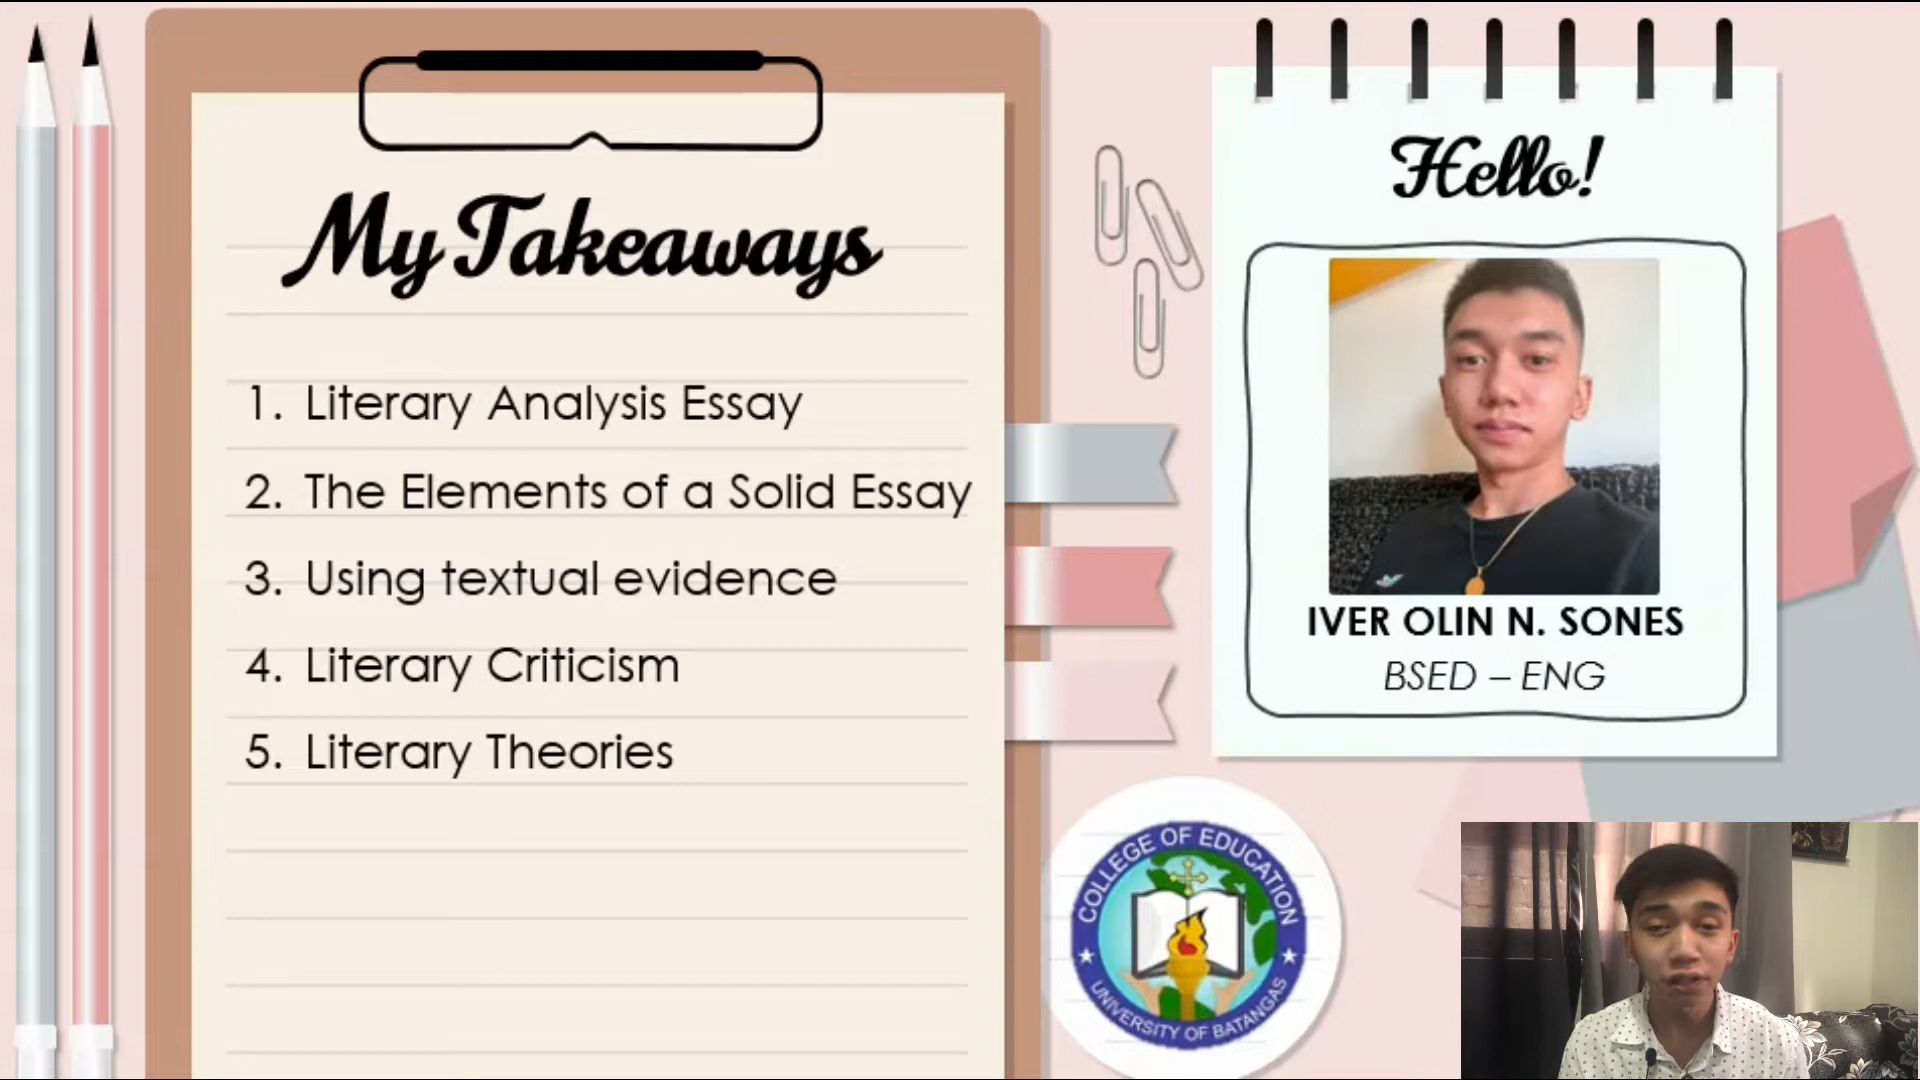 My Takeaways
1. Literary Analysis Essay
2. The Elements of a Solid Essay
3. Using textual evidence
4. Literary Criticism
5. Literary Theories
Hello!
IVER OLIN N. SONES
BSED – ENG
COLLEGE OF EDUCATION
UNIVERSITY OF BATANGAS